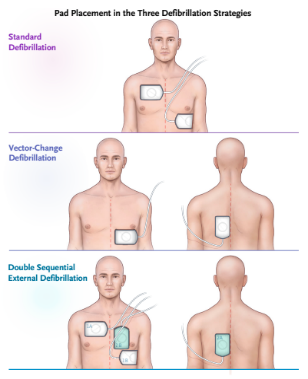 Pad Placement in the Three Defibrillation Strategies
Standard
Defibrillation
Vector-Change
Defibrillation
Double Sequential
External Defibrillation